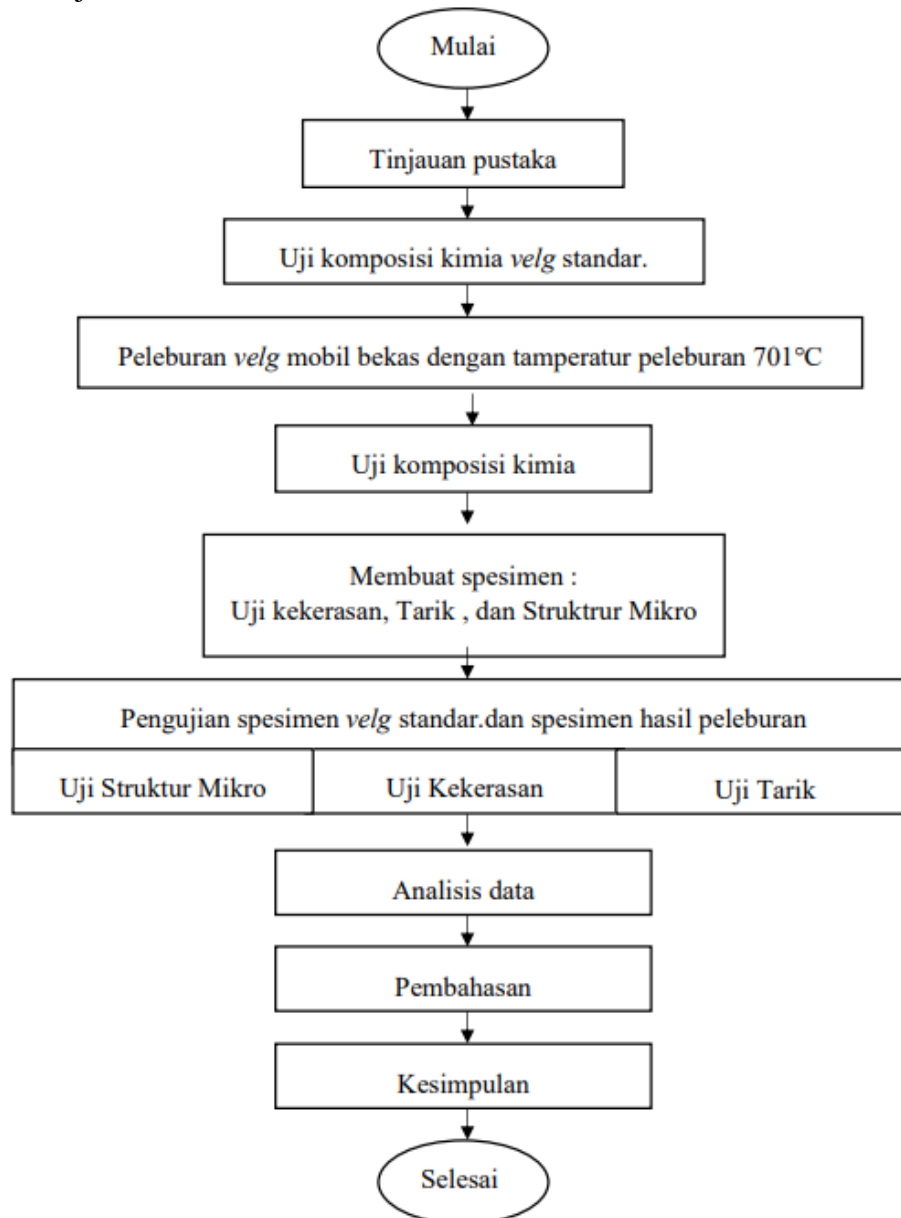 Mulai
Tinjauan pustaka
Uji komposisi kimia velg standar.
Peleburan velg mobil bekas dengan tamperatur peleburan 701℃
Uji komposisi kimia
Membuat spesimen :
Uji kekerasan, Tarik , dan Struktrur Mikro
Pengujian spesimen velg standar.dan spesimen hasil peleburan
Uji Struktur Mikro
Uji Kekerasan
Uji Tarik
Analisis data
Pembahasan
Kesimpulan
Selesai